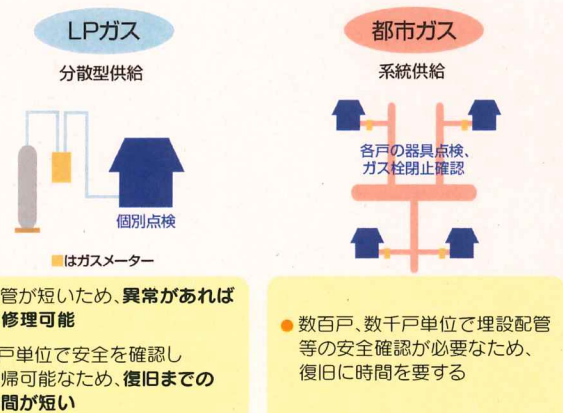 LPガス
分散型供給
個別点検
はガスメーター
管が短いため、異常があれば
修理可能
戸単位で安全を確認し
帰可能なため、復旧までの
間が短い
都市ガス
系統供給
各戸の器具点検、
ガス栓閉止確認
● 数百戸、数千戸単位で埋設配管
等の安全確認が必要なため、
復旧に時間を要する